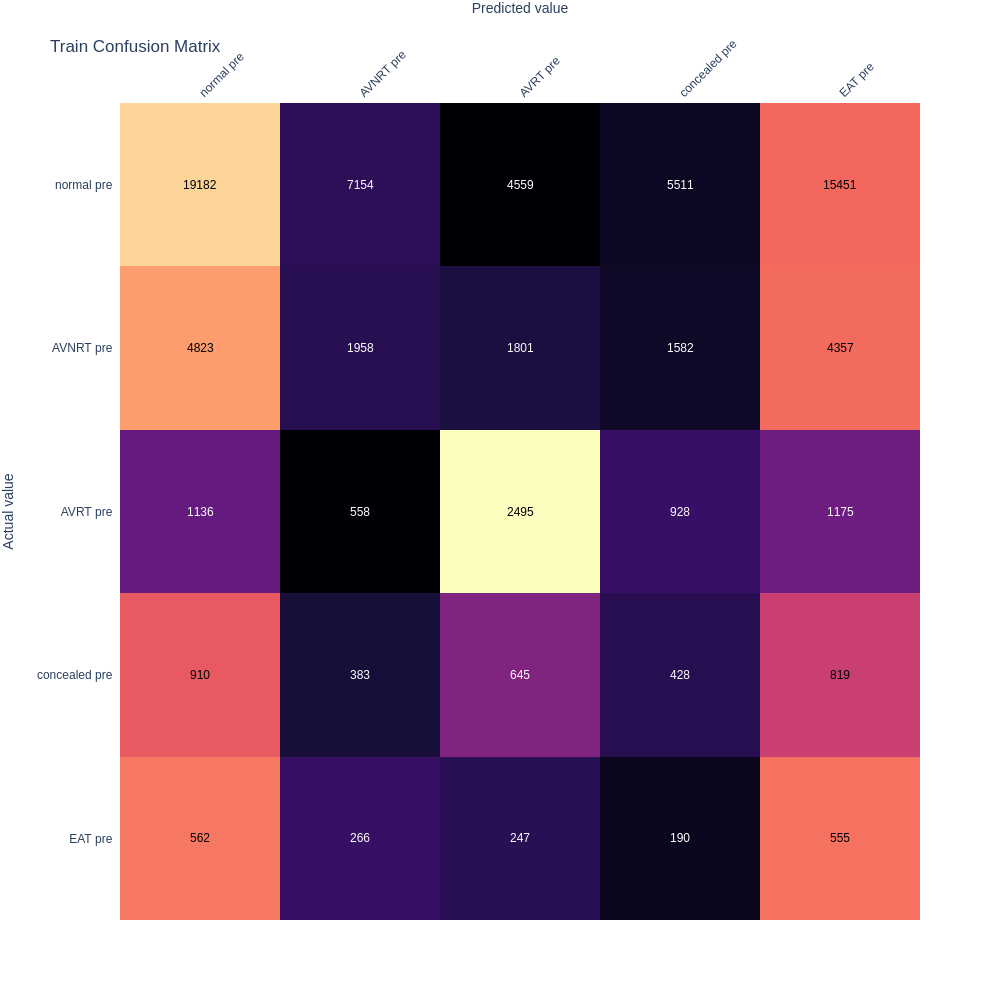 Predicted value
Train Confusion Matrix
normal pre AVNRT pre AVRT pre concealed pre EAT pre
normal pre 19182 7154 4559 5511 15451
AVNRT pre 4823 1958 1801 1582 4357
Actual value
AVRT pre 1136 558 2495 928 1175
concealed pre 910 383 645 428 819
EAT pre 562 266 247 190 555